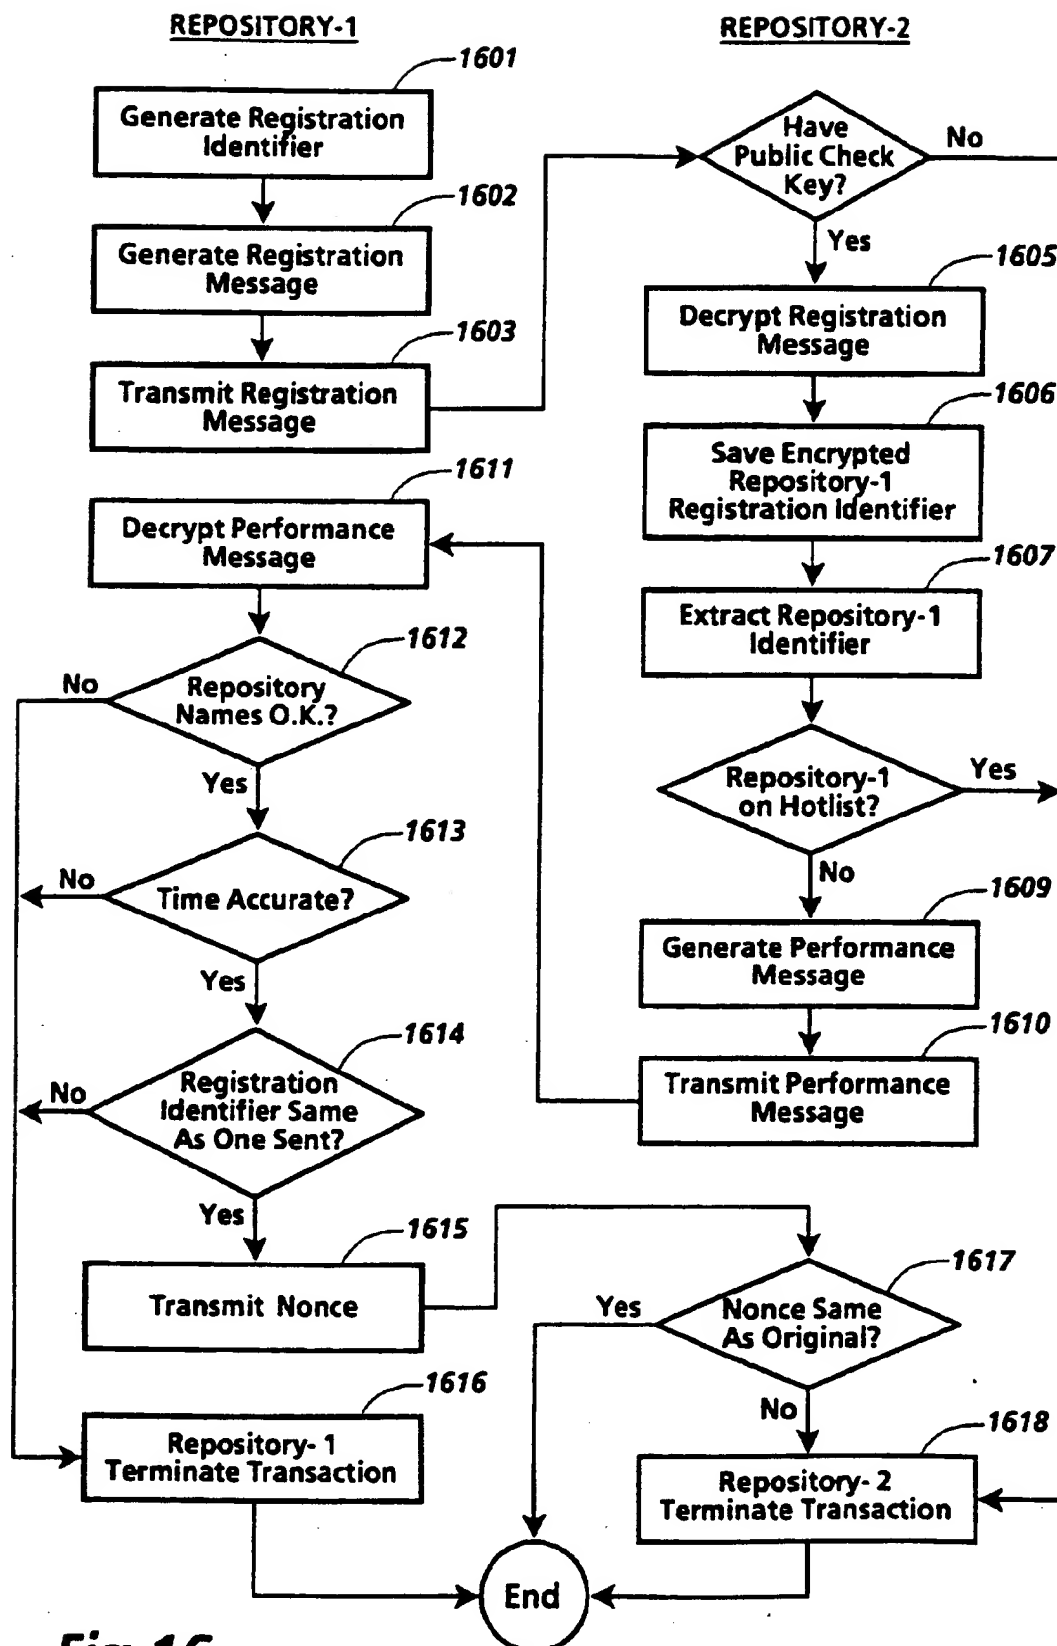 REPOSITORY-1
REPOSITORY-2
1601
Generate Registration
Identifier
1602
Generate Registration
Message
1603
Transmit Registration
Message
1611
Decrypt Performance
Message
1612
Repository
Names O.K.?
No
Yes
1613
Time Accurate?
No
Yes
1614
Registration
Identifier Same
As One Sent?
No
Yes
1615
Transmit Nonce
1616
Repository- 1
Terminate Transaction
Have
Public Check
Key?
No
Yes
1605
Decrypt Registration
Message
1606
Save Encrypted
Repository-1
Registration Identifier
1607
Extract Repository-1
Identifier
Repository-1
on Hotlist?
Yes
No
1609
Generate Performance
Message
1610
Transmit Performance
Message
1617
Nonce Same
As Original?
Yes
No
1618
Repository- 2
Terminate Transaction
End
Fig. 16